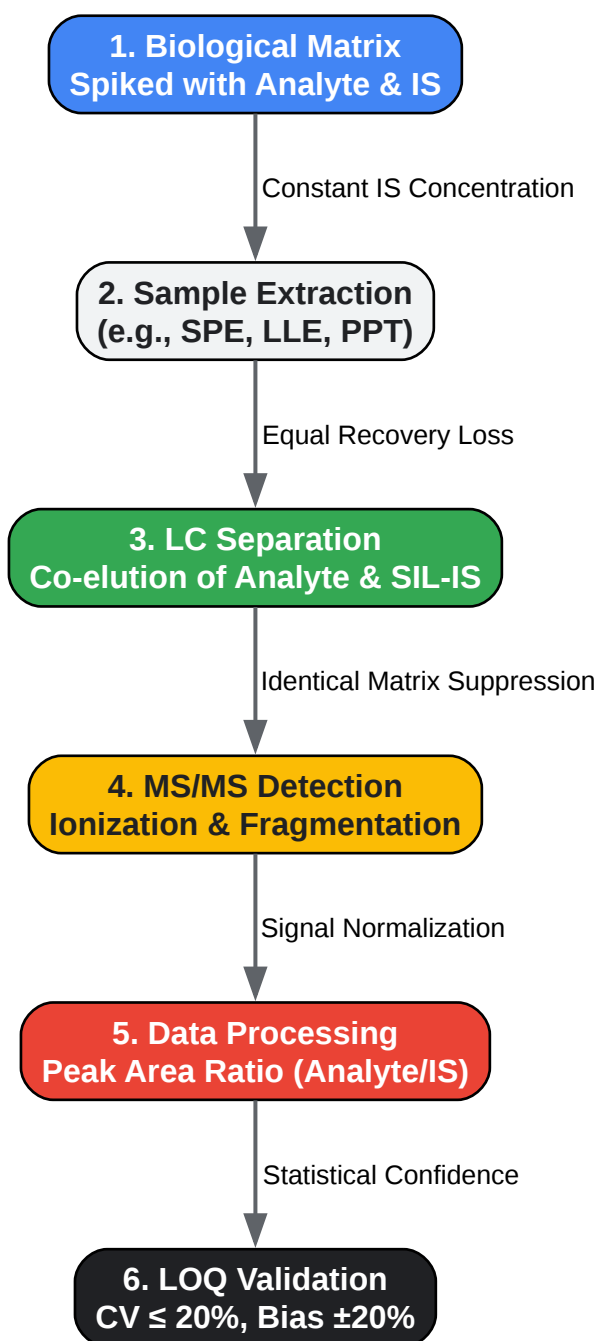 1. Biological Matrix
Spiked with Analyte & IS
Constant IS Concentration
2. Sample Extraction
(e.g., SPE, LLE, PPT)
Equal Recovery Loss
3. LC Separation
Co-elution of Analyte & SIL-IS
Identical Matrix Suppression
4. MS/MS Detection
Ionization & Fragmentation
Signal Normalization
5. Data Processing
Peak Area Ratio (Analyte/IS)
Statistical Confidence
6. LOQ Validation
CV ≤ 20%, Bias ±20%